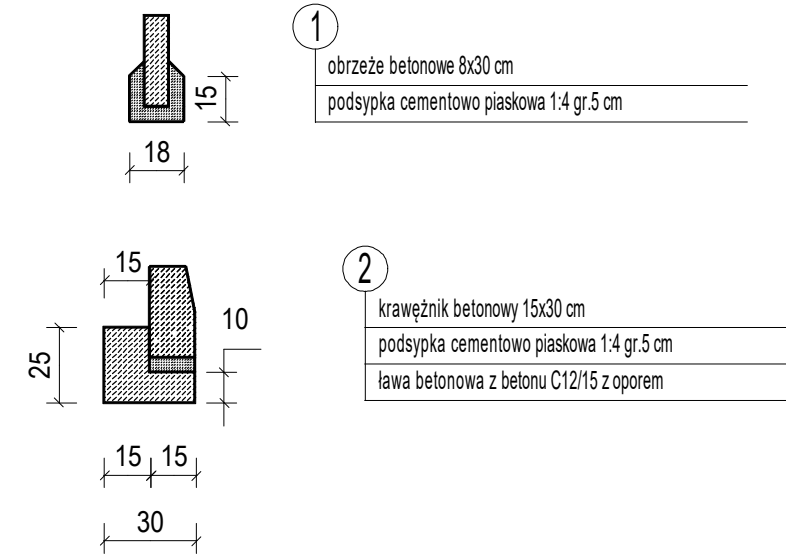 1
obrzeże betonowe 8x30 cm
podsypka cementowo piaskowa 1:4 gr.5 cm
15
18
2
krawężnik betonowy 15x30 cm
podsypka cementowo piaskowa 1:4 gr.5 cm
ława betonowa z betonu C12/15 z oporem
15
10
25
15 15
30